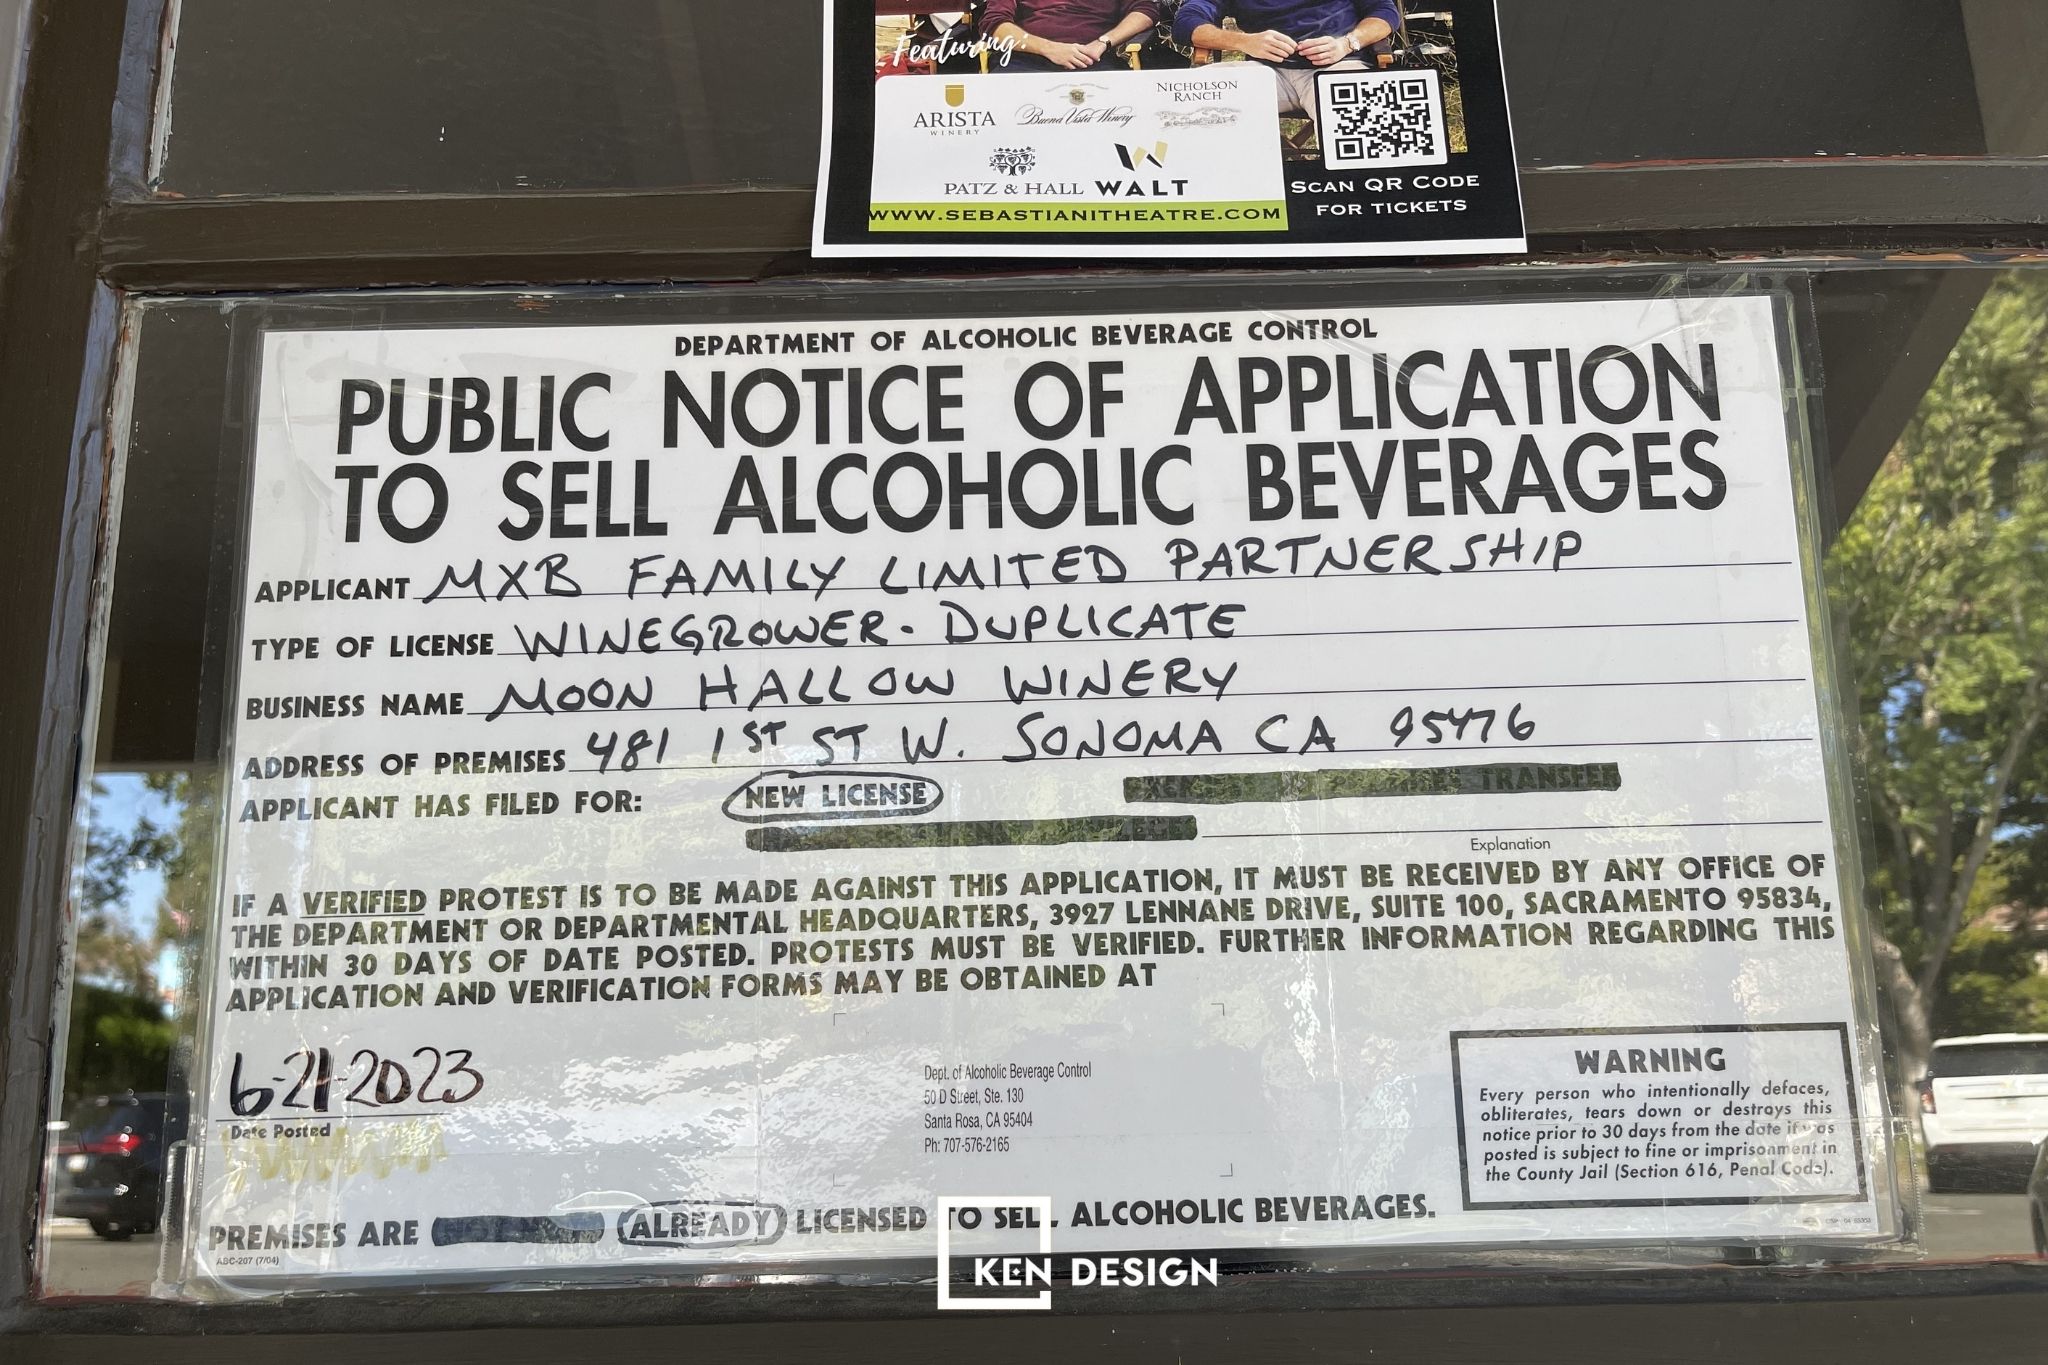 Featuring:
ARISTA
WINERY
Buena Vista Winery
NICHOLSON
RANCH
PATZ & HALL
WALT
WWW.SEBASTIANITHEATRE.COM
SCAN QR CODE
FOR TICKETS
DEPARTMENT OF ALCOHOLIC BEVERAGE CONTROL
PUBLIC NOTICE OF APPLICATION
TO SELL ALCOHOLIC BEVERAGES
APPLICANT MXB FAMILY LIMITED PARTNERSHIP
TYPE OF LICENSE WINEGROWER - DUPLICATE
BUSINESS NAME MOON HALLOW WINERY
ADDRESS OF PREMISES 481 1ST ST W. SONOMA CA 95476
APPLICANT HAS FILED FOR: NEW LICENSE TRANSFER
Explanation
IF A VERIFIED PROTEST IS TO BE MADE AGAINST THIS APPLICATION, IT MUST BE RECEIVED BY ANY OFFICE OF
THE DEPARTMENT OR DEPARTMENTAL HEADQUARTERS, 3927 LENNANE DRIVE, SUITE 100, SACRAMENTO 95834,
WITHIN 30 DAYS OF DATE POSTED. PROTESTS MUST BE VERIFIED. FURTHER INFORMATION REGARDING THIS
APPLICATION AND VERIFICATION FORMS MAY BE OBTAINED AT
6-21-2023
Date Posted
Dept. of Alcoholic Beverage Control
50 D Street, Ste. 130
Santa Rosa, CA 95404
Ph: 707-576-2165
WARNING
Every person who intentionally defaces,
obliterates, tears down or destroys this
notice prior to 30 days from the date it was
posted is subject to fine or imprisonment in
the County Jail (Section 616, Penal Code).
PREMISES ARE ALREADY LICENSED TO SELL ALCOHOLIC BEVERAGES.
ABC-207 (7/04)
KEN DESIGN